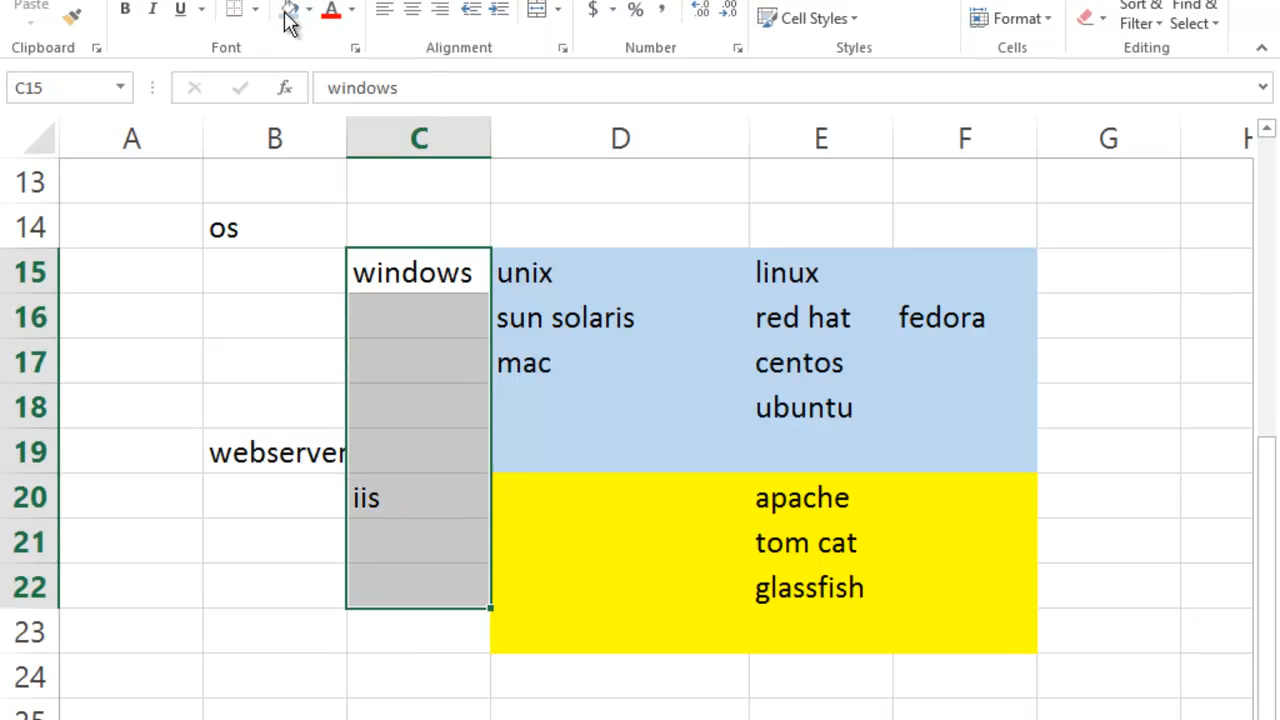 Paste
B I U A $ % ,
Cell Styles
Format
Sort & Find &
Filter Select
Clipboard Font Alignment Number Styles Cells Editing
C15 fx windows
A B C D E F G H
13
14 os
15 windows unix linux
16 sun solaris red hat fedora
17 mac centos
18 ubuntu
19 webserver
20 iis apache
21 tom cat
22 glassfish
23
24
25